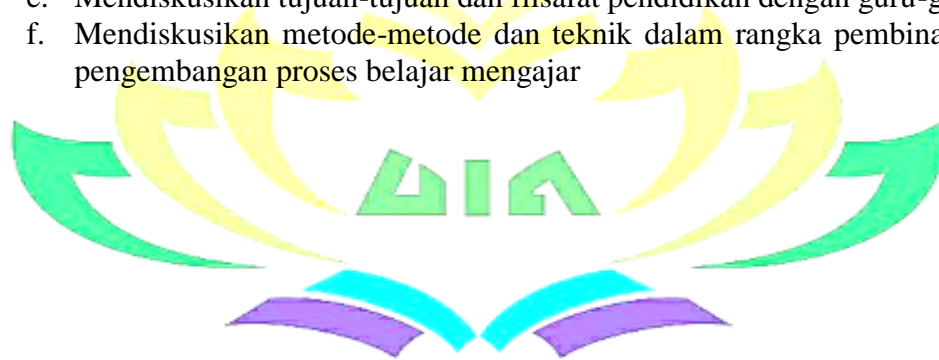 e. Mendiskusikan tujuan-tujuan dan filsafat pendidikan dengan guru-g
f. Mendiskusikan metode-metode dan teknik dalam rangka pembina
pengembangan proses belajar mengajar